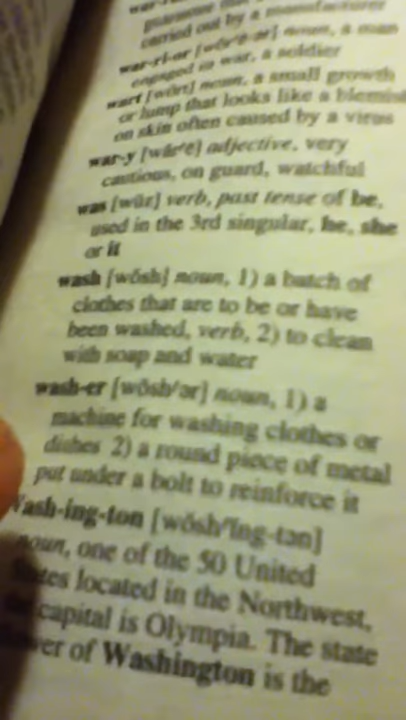 carried out by a manufacturer
war-ri-or [wôr'ē-ər] noun, a man
engaged in war, a soldier
wart [wôrt] noun, a small growth
or lump that looks like a blemish
on skin often caused by a virus
war-y [wâr'ē] adjective, very
cautious, on guard, watchful
was [wŭz] verb, past tense of be,
used in the 3rd singular, he, she
or it
wash [wŏsh] noun, 1) a batch of
clothes that are to be or have
been washed, verb, 2) to clean
with soap and water
wash-er [wŏsh'ər] noun, 1) a
machine for washing clothes or
dishes 2) a round piece of metal
put under a bolt to reinforce it
Wash-ing-ton [wŏsh'ĭng-tən]
noun, one of the 50 United
States located in the Northwest,
capital is Olympia. The state
of Washington is the